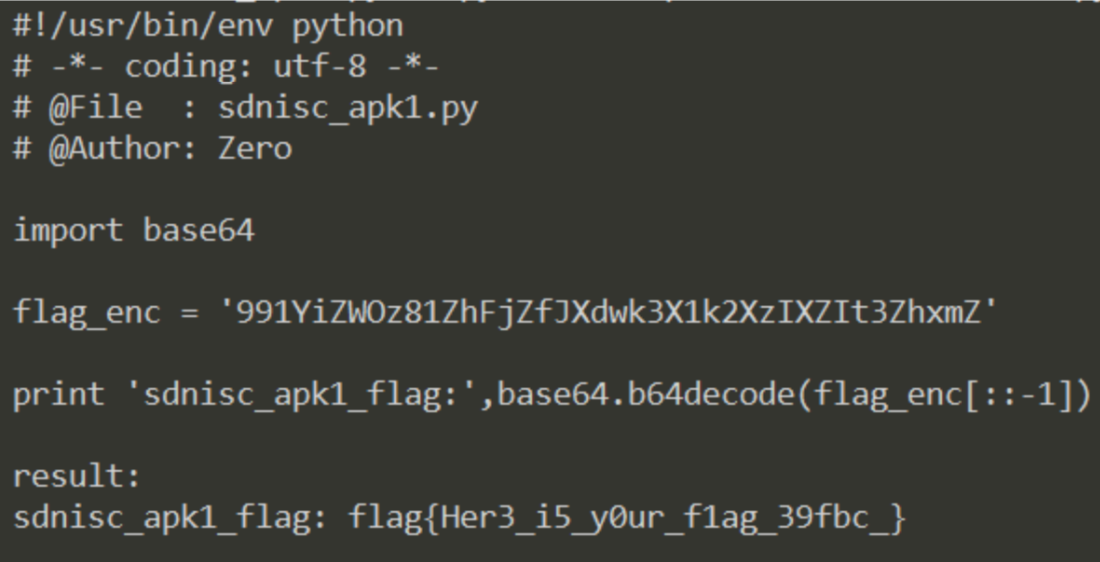 #!/usr/bin/env python
# -*- coding: utf-8 -*-
# @File  : sdnisc_apk1.py
# @Author: Zero
import base64
flag_enc = '991YiZWOz81ZhFjZfJXdwk3X1k2XzIXZIt3ZhxmZ'
print 'sdnisc_apk1_flag:',base64.b64decode(flag_enc[::-1])
result:
sdnisc_apk1_flag: flag{Her3_i5_y0ur_f1ag_39fbc_}